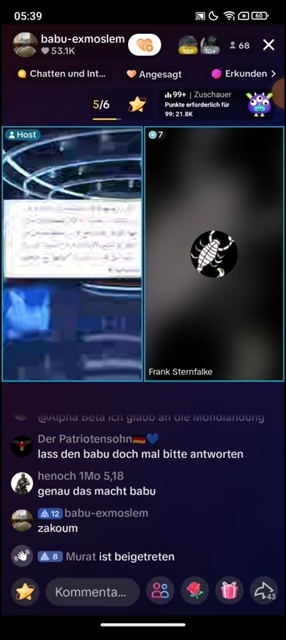 05:39
60
babu-exmoslem
53.1K
68
Chatten und Int...
Angesagt
Erkunden
5/6
99+ | Zuschauer
Punkte erforderlich für
99: 21.8K
Host
7
Frank Sternfalke
@Alpha Beta ich glaub an die Mondlandung
Der Patriotensohn🇩🇪💙
lass den babu doch mal bitte antworten
henoch 1Mo 5,18
genau das macht babu
12 babu-exmoslem
zakoum
8 Murat ist beigetreten
Kommenta...
43